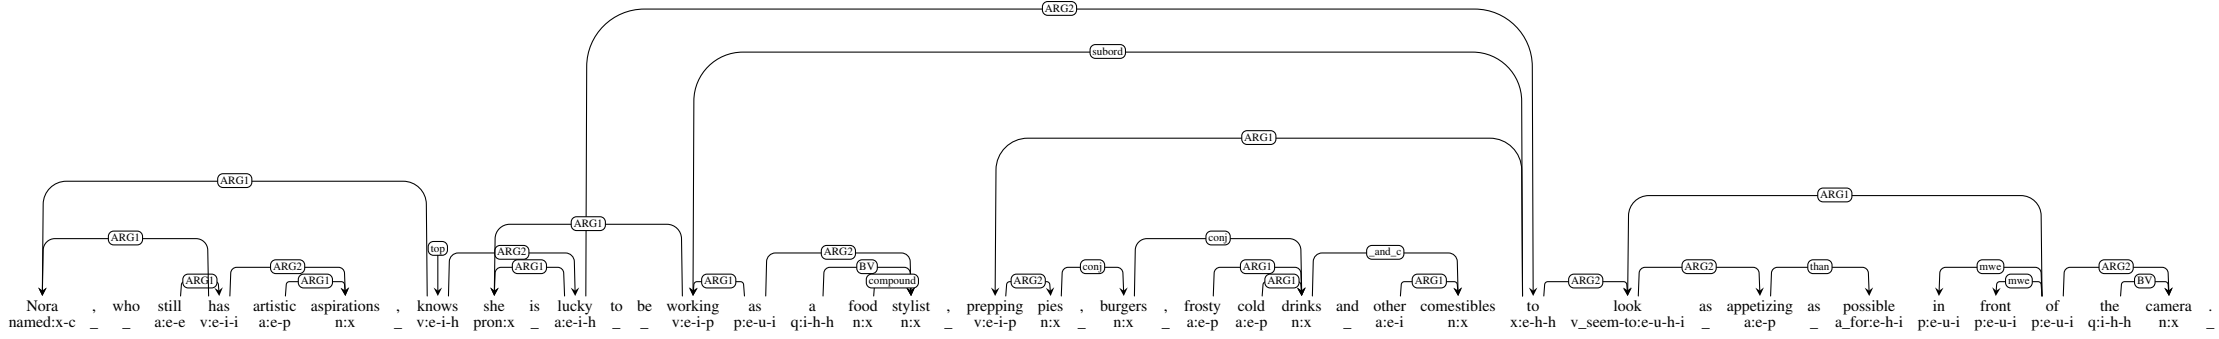 ARG2
subord
ARG1
ARG1 ARG1
ARG1
ARG1 top conj
ARG2 ARG2 _and_c
ARG2 ARG1 BV conj ARG1 than mwe ARG2
ARG1 ARG1 ARG1 compound ARG2 ARG1 ARG1 ARG2 ARG2 mwe BV
Nora , who still has artistic aspirations , knows she is lucky to be working as a food stylist , prepping pies , burgers , frosty cold drinks and other comestibles to look as appetizing as possible in front of the camera .
named:x-c _ _ a:e-e v:e-i-i a:e-p n:x _ v:e-i-h pron:x _ a:e-i-h _ _ v:e-i-p p:e-u-i q:i-h-h n:x n:x _ v:e-i-p n:x _ n:x _ a:e-p a:e-p n:x _ a:e-i n:x x:e-h-h v_seem-to:e-u-h-i _ a:e-p _ a_for:e-h-i p:e-u-i p:e-u-i p:e-u-i q:i-h-h n:x _